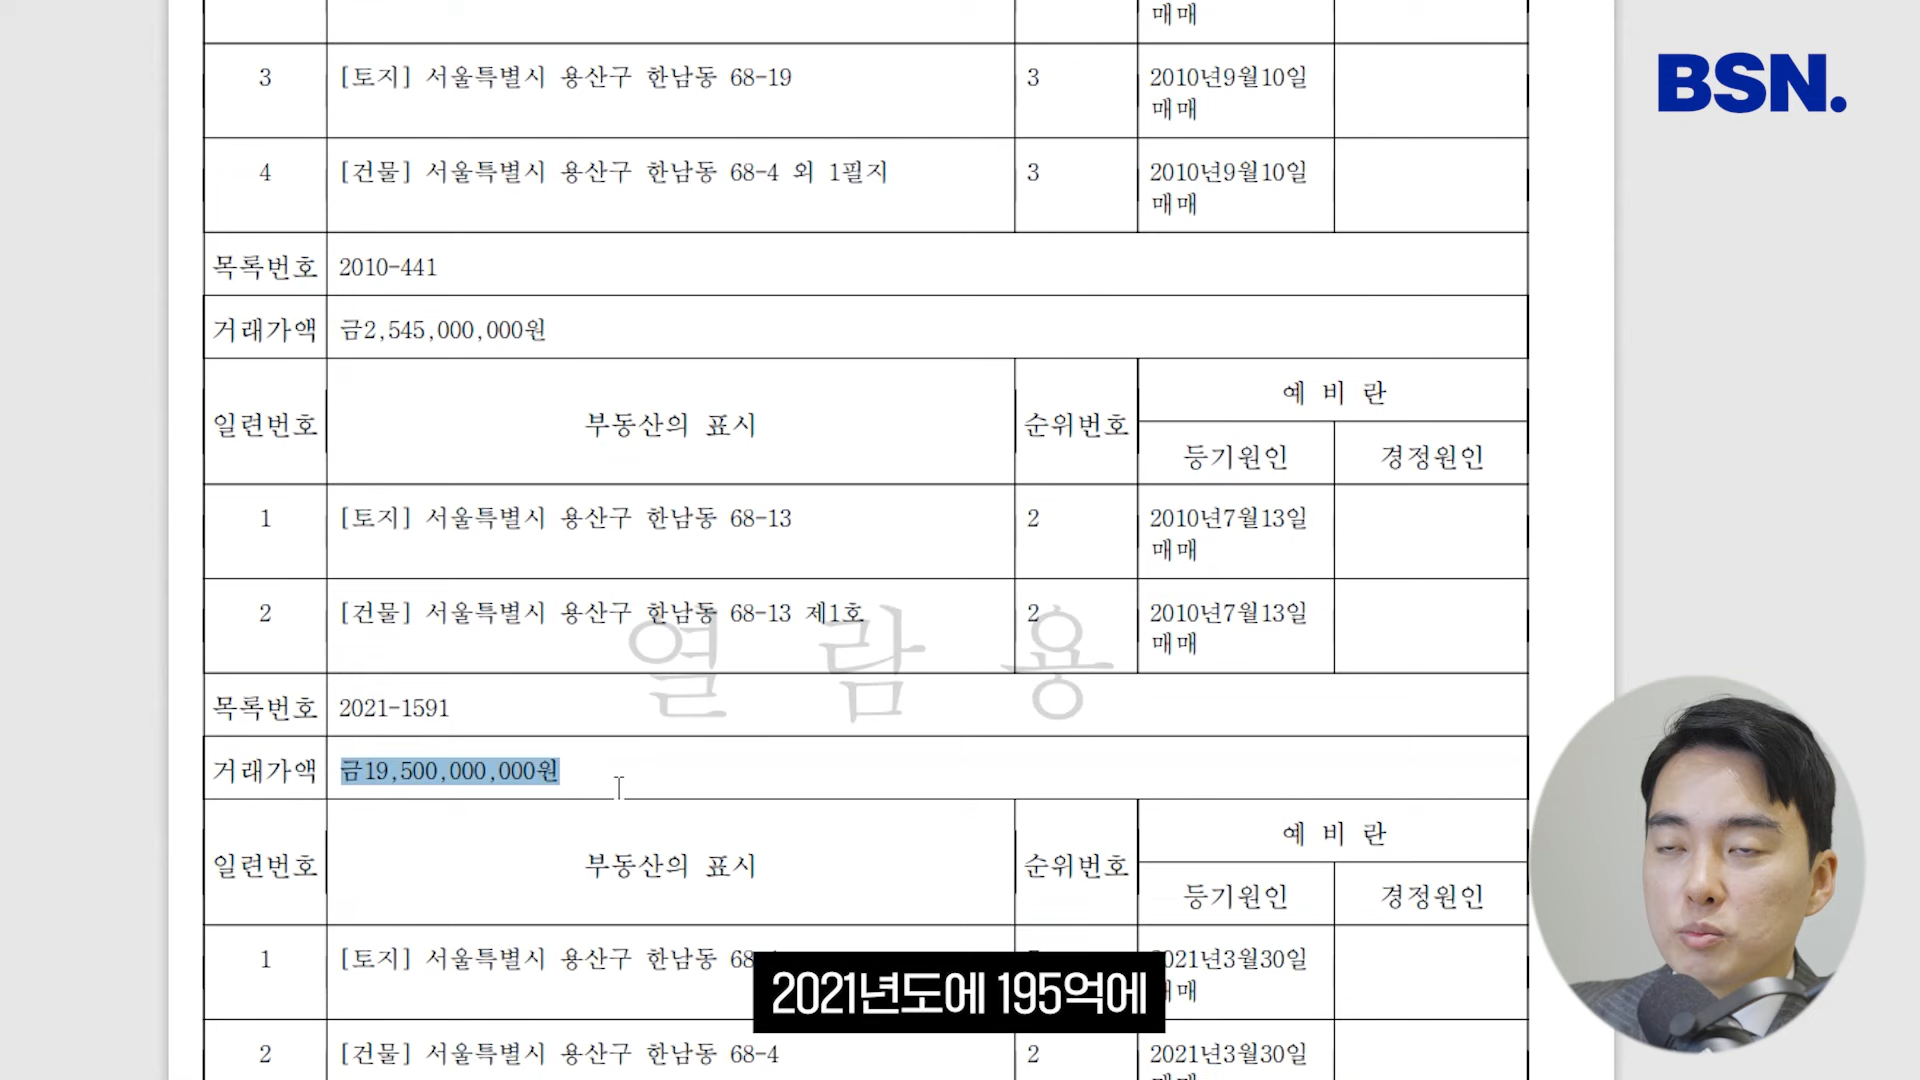 매매
BSN.
3 [토지] 서울특별시 용산구 한남동 68-19 3 2010년9월10일
매매
4 [건물] 서울특별시 용산구 한남동 68-4 외 1필지 3 2010년9월10일
매매
목록번호 2010-441
거래가액 금2,545,000,000원
일련번호 부동산의 표시 순위번호 예 비 란
등기원인 경정원인
1 [토지] 서울특별시 용산구 한남동 68-13 2 2010년7월13일
매매
2 [건물] 서울특별시 용산구 한남동 68-13 제1호 2 2010년7월13일
매매
열 람 용
목록번호 2021-1591
거래가액 금19,500,000,000원
일련번호 부동산의 표시 순위번호 예 비 란
등기원인 경정원인
1 [토지] 서울특별시 용산구 한남동 2021년3월30일
매매
2021년도에 195억에
2 [건물] 서울특별시 용산구 한남동 68-4 2 2021년3월30일